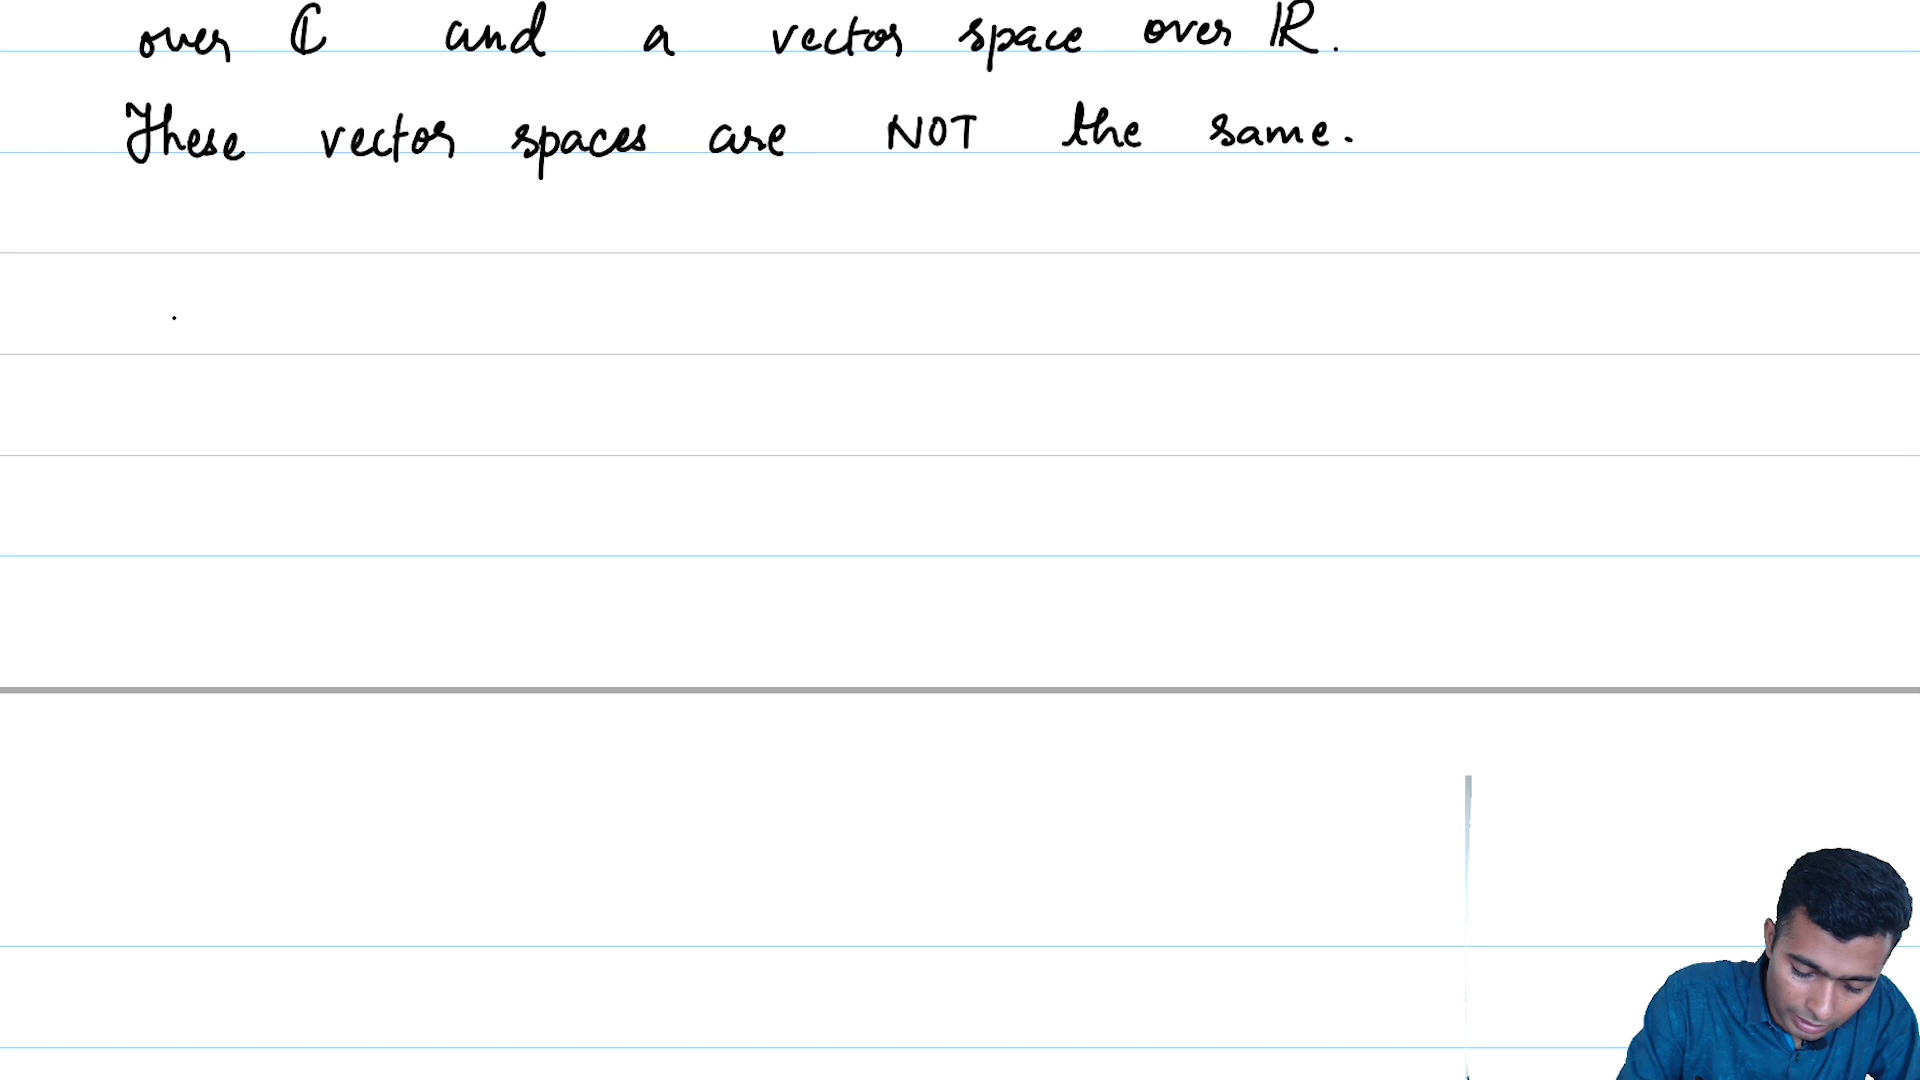 over ℂ and a vector space over ℝ.
These vector spaces are NOT the same.